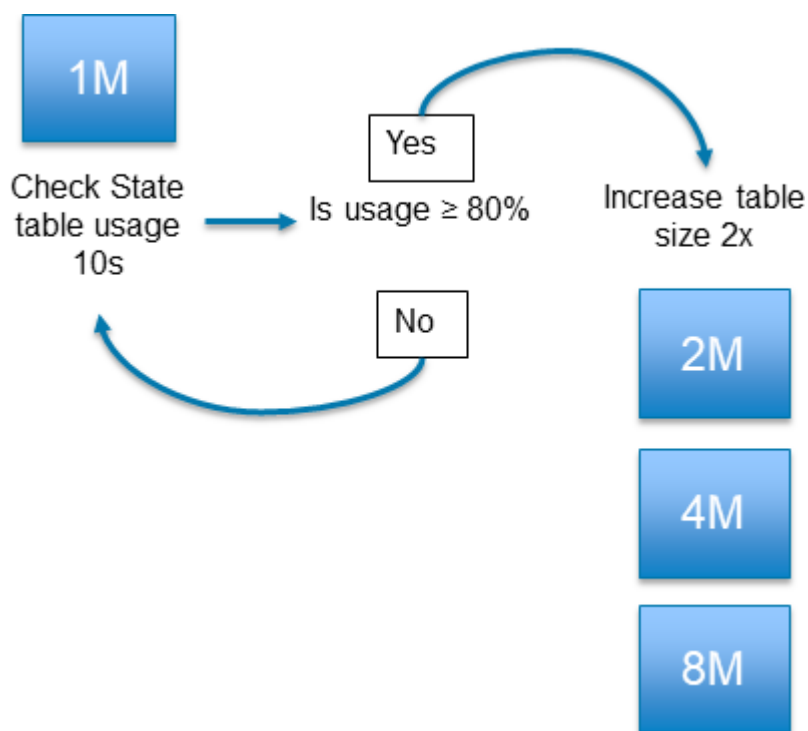 1M
Check State
table usage
10s
Yes
Is usage ≥ 80%
No
Increase table
size 2x
2M
4M
8M